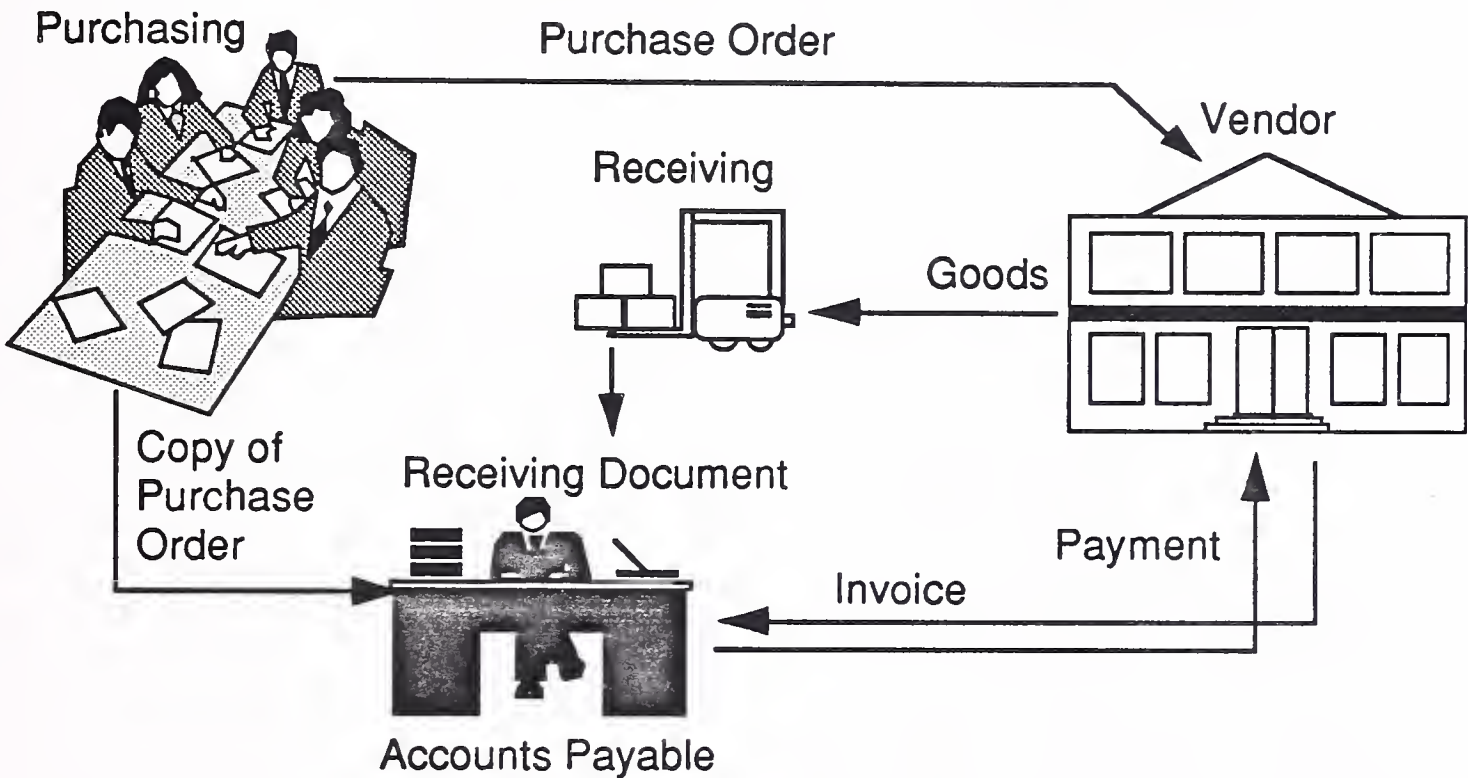 Purchasing
Purchase Order
Vendor
Receiving
Goods
Copy of
Purchase
Order
Receiving Document
Payment
Invoice
Accounts Payable